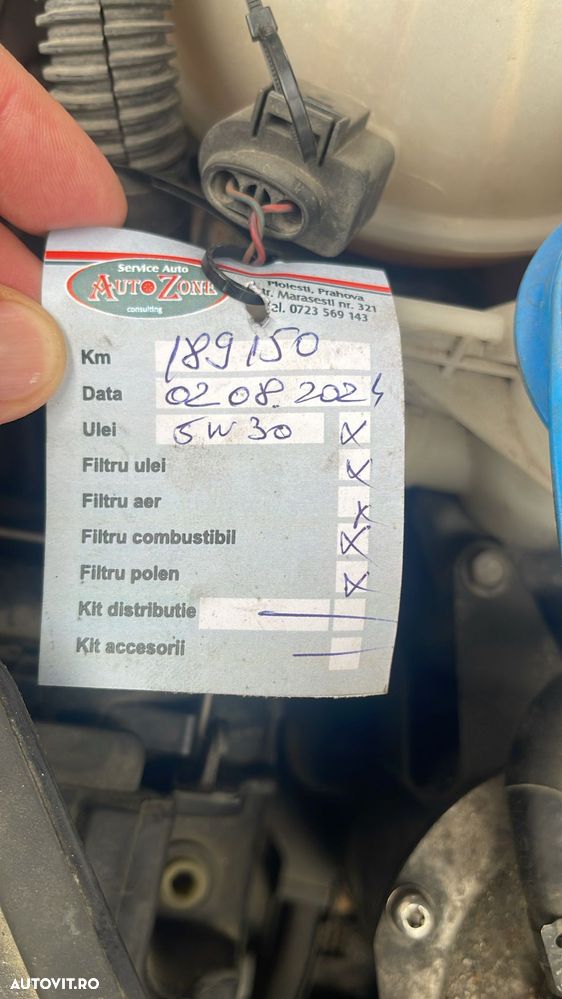 Service Auto
AUTOZONE
consulting
Ploiesti, Prahova
str. Marasesti nr. 321
Tel. 0723 569 143
Km 189150
Data 02 08. 2024
Ulei 5W30 X
Filtru ulei X
Filtru aer X
Filtru combustibil X
Filtru polen X
Kit distributie —
Kit accesorii —
AUTOVIT.RO